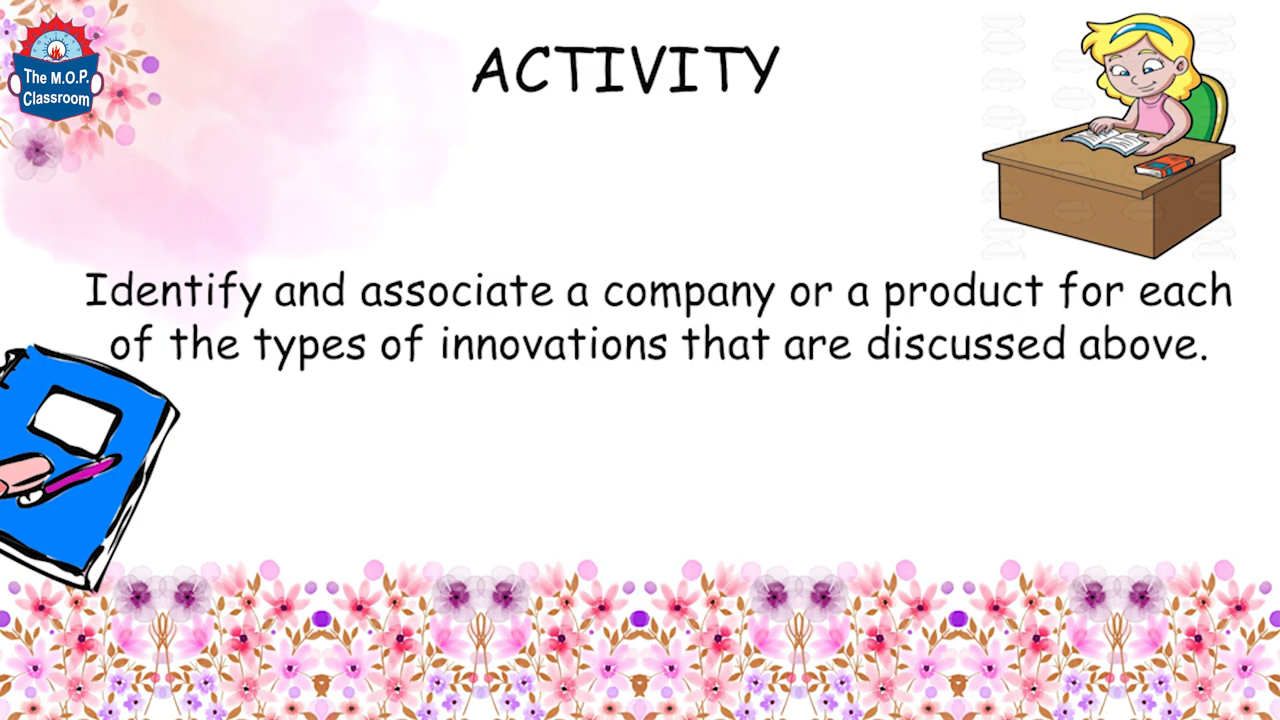 The M.O.P.
Classroom
ACTIVITY
Identify and associate a company or a product for each
of the types of innovations that are discussed above.